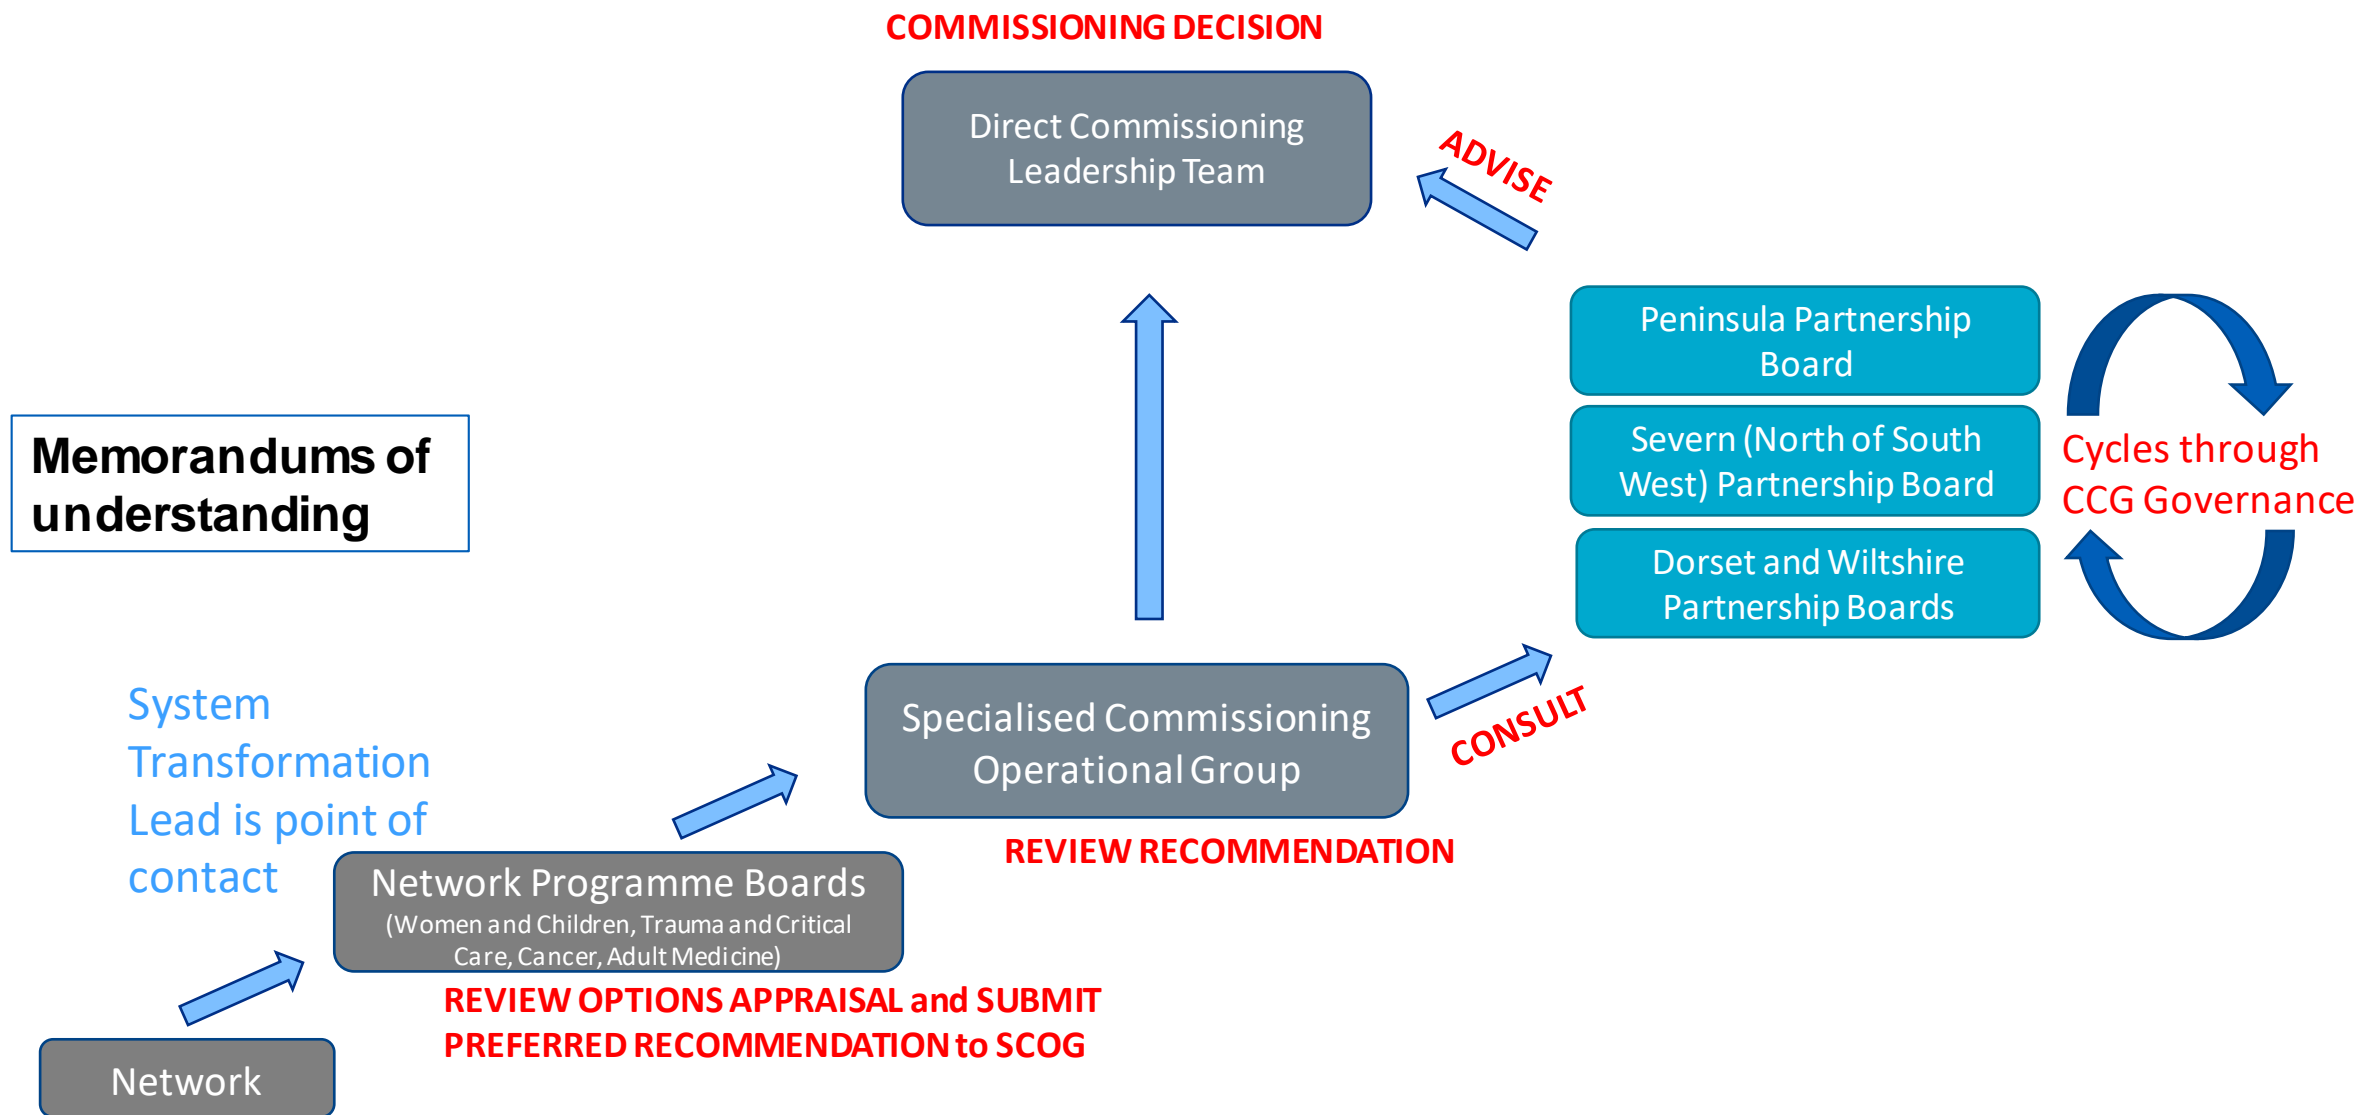 COMMISSIONING DECISION
Direct Commissioning
Leadership Team
ADVISE
Peninsula Partnership
Board
Severn (North of South
West) Partnership Board
Dorset and Wiltshire
Partnership Boards
Cycles through
CCG Governance
Memorandums of
understanding
System
Transformation
Lead is point of
contact
Specialised Commissioning
Operational Group
CONSULT
REVIEW RECOMMENDATION
Network Programme Boards
(Women and Children, Trauma and Critical
Care, Cancer, Adult Medicine)
REVIEW OPTIONS APPRAISAL and SUBMIT
PREFERRED RECOMMENDATION to SCOG
Network